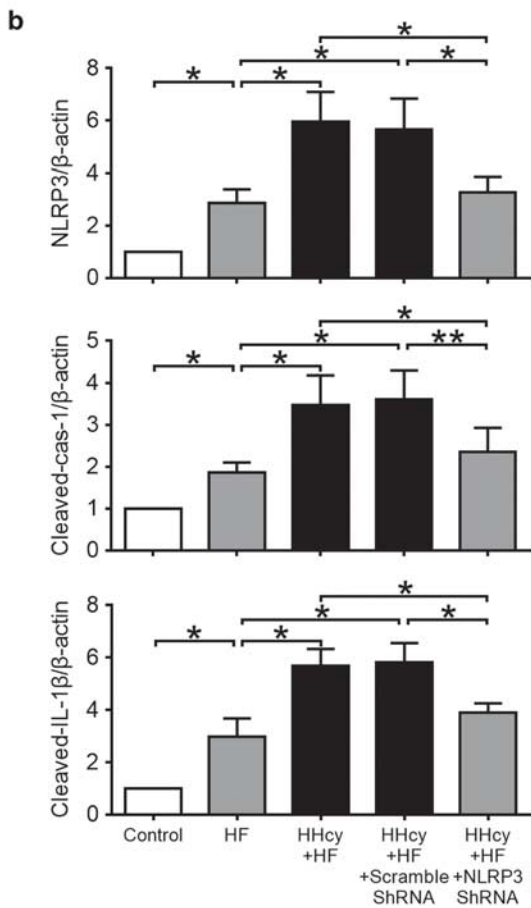 b
* *
* *
* *
8
6
4
2
0
NLRP3/β-actin
*
* **
* *
5
4
3
2
1
0
Cleaved-cas-1/β-actin
*
* *
* *
8
6
4
2
0
Cleaved-IL-1β/β-actin
Control
HF
HHcy
+HF
HHcy
+HF
+Scramble
ShRNA
HHcy
+HF
+NLRP3
ShRNA